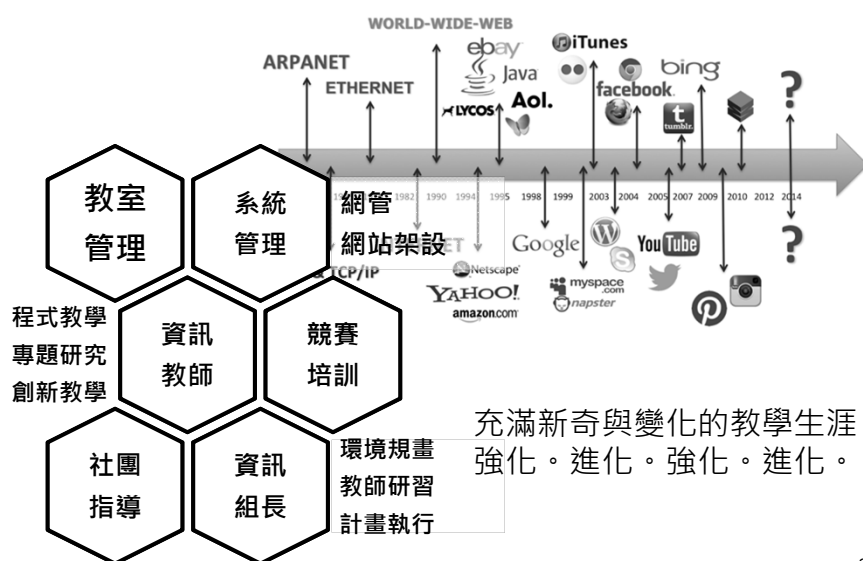 WORLD-WIDE-WEB
ARPANET
ETHERNET
ebay
Java
LYCOS
Aol.
iTunes
facebook
bing
t
tumblr.
?
1982 1990 1994 1995 1998 1999 2003 2004 2005 2007 2009 2010 2012 2014
& TCP/IP
Netscape
YAHOO!
amazon.com
Google
myspace
.com
napster
W
S
YouTube
?
教室
管理
系統
管理
網管
網站架設
程式教學
專題研究
創新教學
資訊
教師
競賽
培訓
社團
指導
資訊
組長
環境規畫
教師研習
計畫執行
充滿新奇與變化的教學生涯
強化。進化。強化。進化。